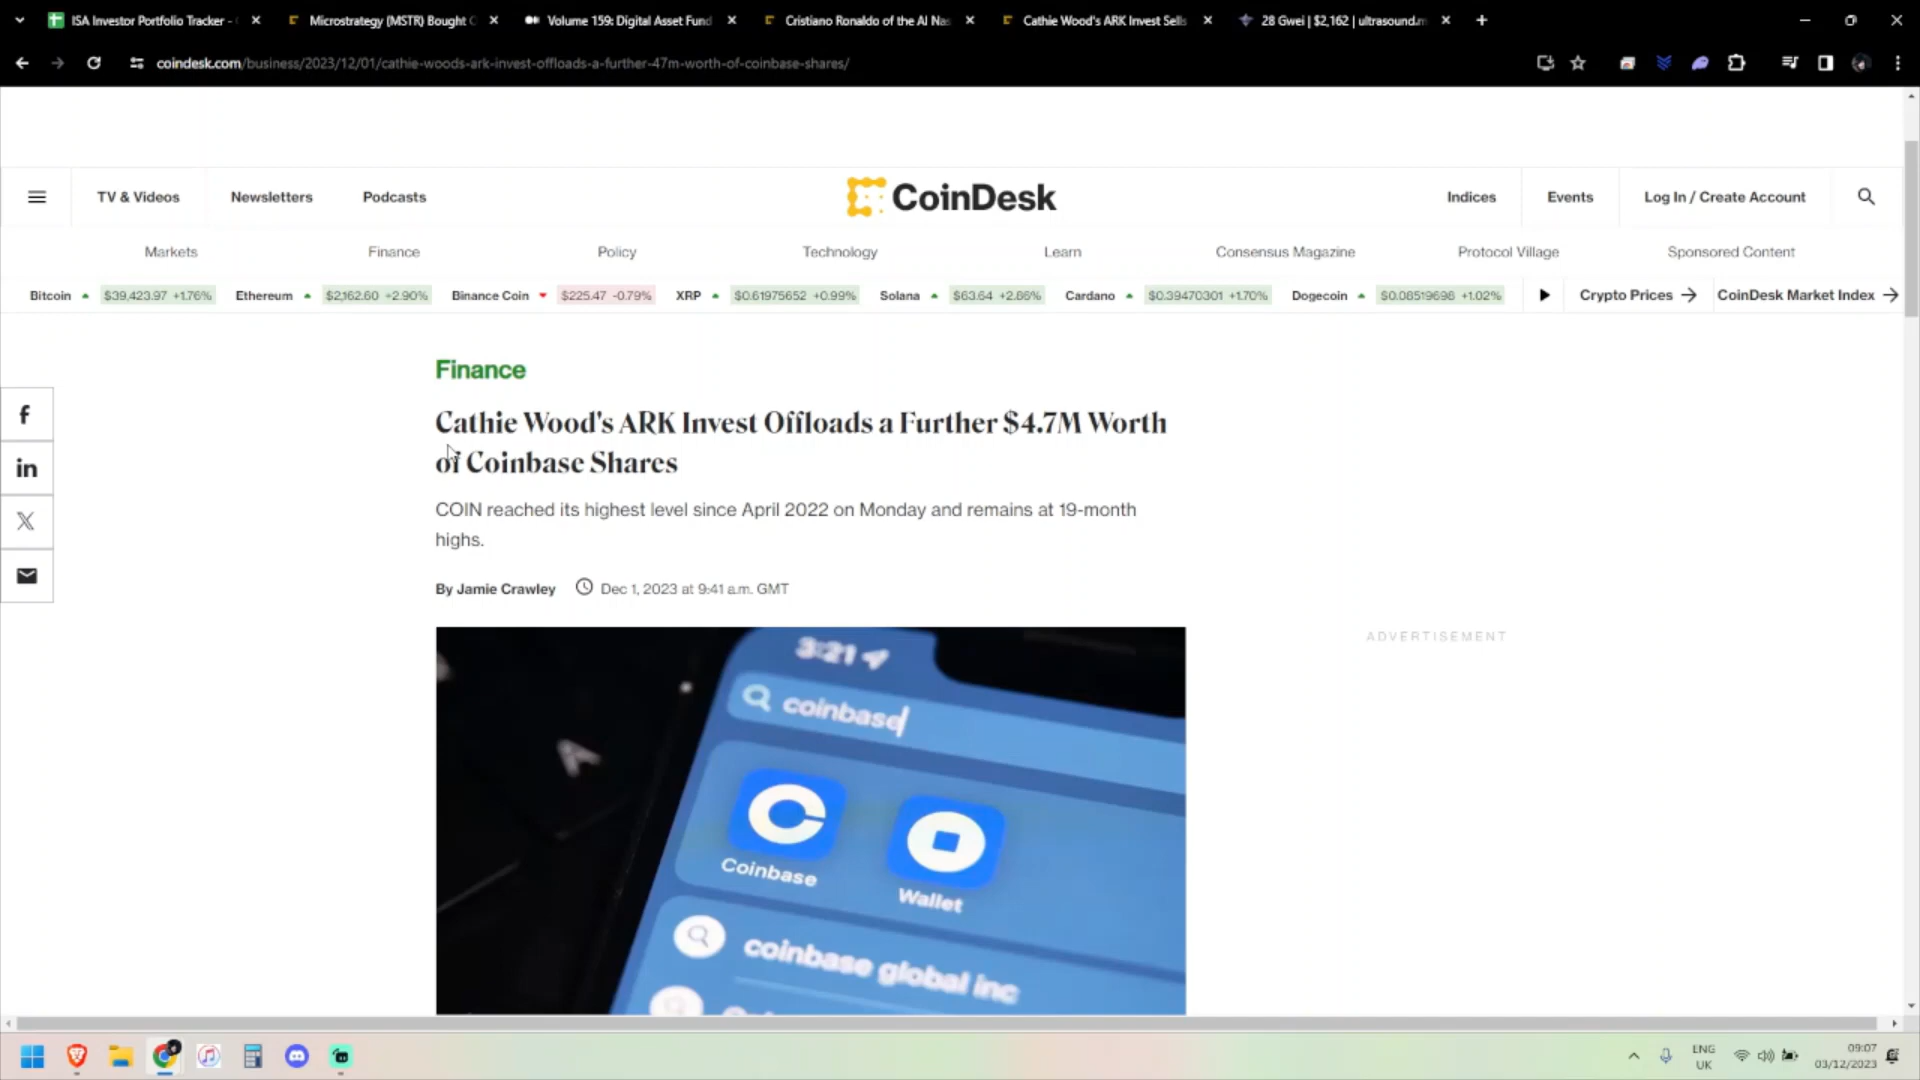 ISA Investor Portfolio Tracker -
Microstrategy (MSTR) Bought
Volume 159: Digital Asset Fund
Cristiano Ronaldo of the AI Na
Cathie Wood's ARK Invest Sells
28 Gwei | $2,162 | ultrasound.m
coindesk.com/business/2023/12/01/cathie-woods-ark-invest-offloads-a-further-47m-worth-of-coinbase-shares/
TV & Videos
Newsletters
Podcasts
CoinDesk
Indices
Events
Log In / Create Account
Markets
Finance
Policy
Technology
Learn
Consensus Magazine
Protocol Village
Sponsored Content
Bitcoin $39,423.97 +1.76%
Ethereum $2,162.60 +2.90%
Binance Coin $225.47 -0.79%
XRP $0.61975652 +0.99%
Solana $63.64 +2.86%
Cardano $0.39470301 +1.70%
Dogecoin $0.08519698 +1.02%
Crypto Prices
CoinDesk Market Index
Finance
Cathie Wood's ARK Invest Offloads a Further $4.7M Worth
of Coinbase Shares
COIN reached its highest level since April 2022 on Monday and remains at 19-month
highs.
By Jamie Crawley
Dec 1, 2023 at 9:41 a.m. GMT
ADVERTISEMENT
3:21
coinbase
Coinbase
Wallet
coinbase global inc
ENG
UK
09:07
03/12/2023